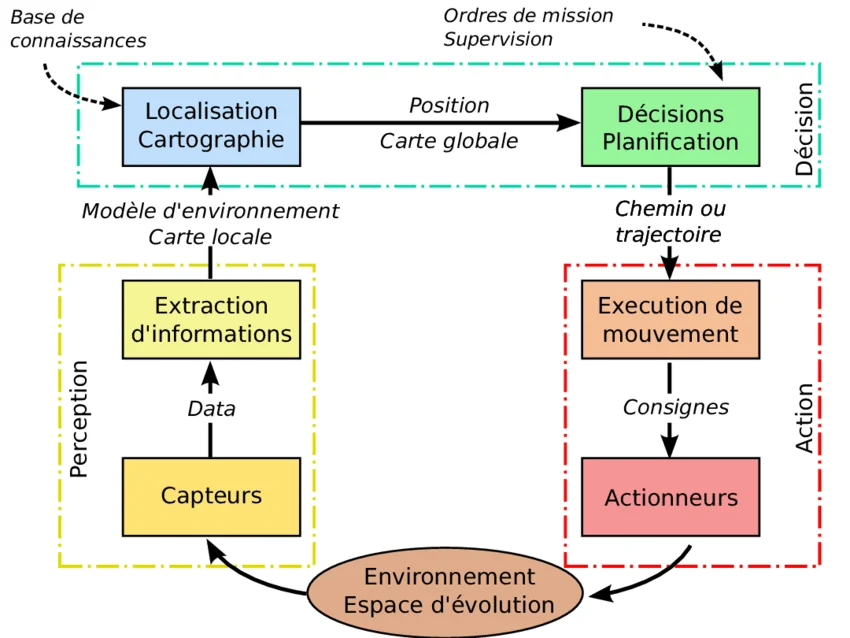 Base de
connaissances
Ordres de mission
Supervision
Localisation
Cartographie
Position
Carte globale
Décisions
Planification
Décision
Modèle d'environnement
Carte locale
Chemin ou
trajectoire
Extraction
d'informations
Execution de
mouvement
Perception
Data
Consignes
Action
Capteurs
Actionneurs
Environnement
Espace d'évolution